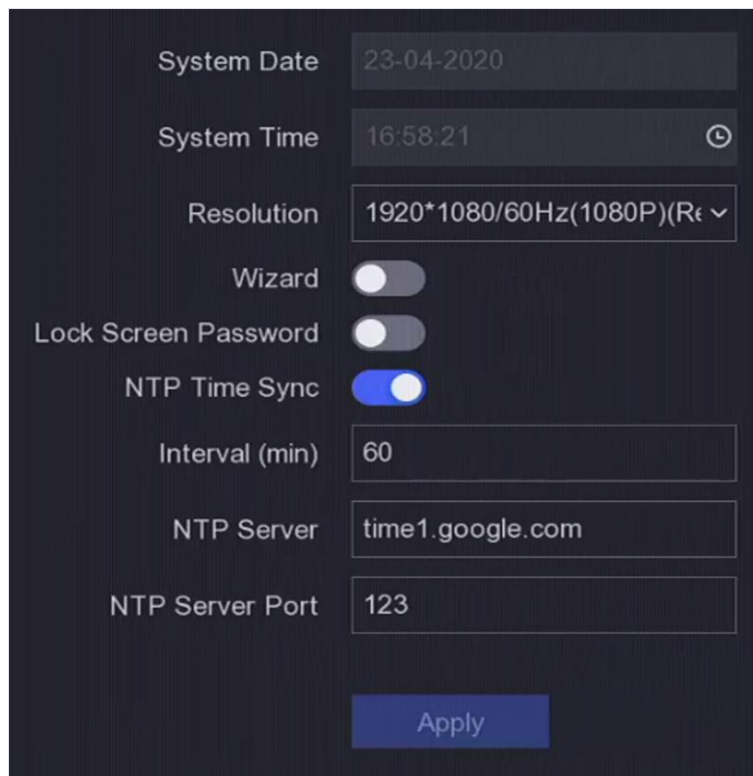 System Date 23-04-2020
System Time 16:58:21
Resolution 1920*1080/60Hz(1080P)(Re
Wizard
Lock Screen Password
NTP Time Sync
Interval (min) 60
NTP Server time1.google.com
NTP Server Port 123
Apply